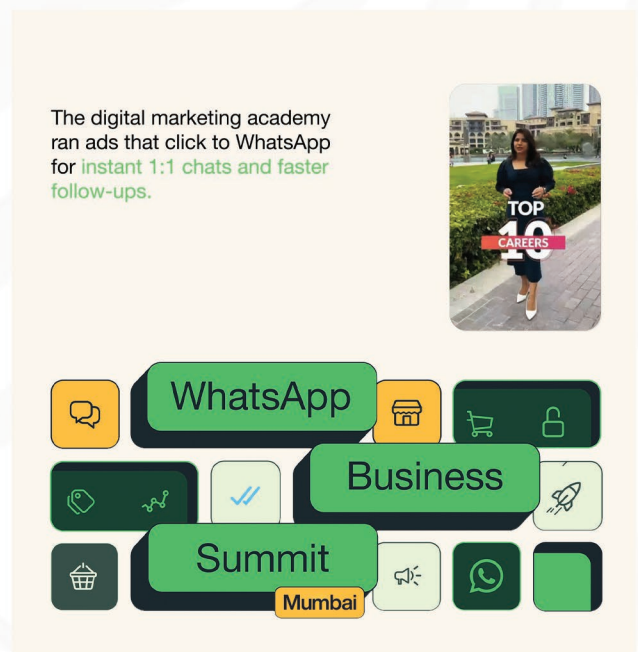 The digital marketing academy
ran ads that click to WhatsApp
for instant 1:1 chats and faster
follow-ups.
TOP
10
CAREERS
WhatsApp
Business
Summit
Mumbai